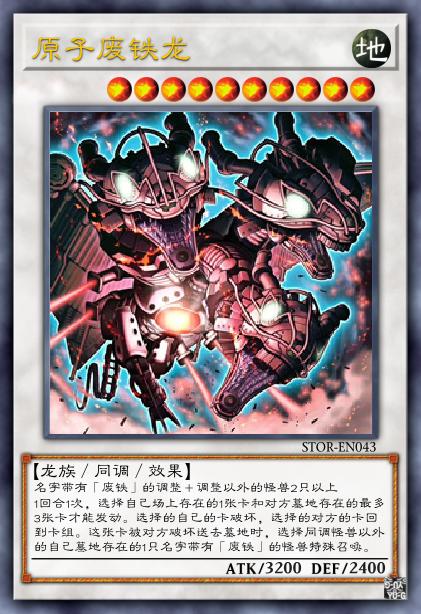 原子废铁龙
地
STOR-EN043
【龙族/同调/效果】
名字带有「废铁」的调整+调整以外的怪兽2只以上
1回合1次，选择自己场上存在的1张卡和对方墓地存在的最多
3张卡才能发动。选择的自己的卡破坏，选择的对方的卡回
到卡组。这张卡被对方破坏送去墓地时，选择同调怪兽以外
的自己墓地存在的1只名字带有「废铁」的怪兽特殊召唤。
ATK/3200 DEF/2400